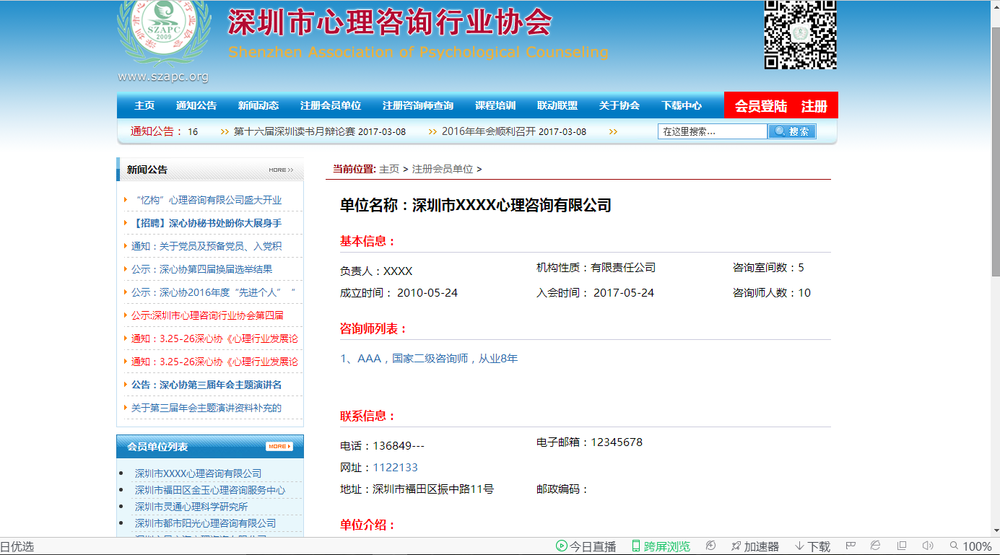 深圳市心理咨询行业协会
Shenzhen Association of Psychological Counseling
SZAPC
2009
www.szapc.org
主页 通知公告 新闻动态 注册会员单位 注册咨询师查询 课程培训 联动联盟 关于协会 下载中心 会员登陆 注册
通知公告： 16 >> 第十六届深圳读书月辩论赛 2017-03-08 >> 2016年年会顺利召开 2017-03-08 >> 在这里搜索... 搜索
新闻公告 MORE >>
“忆构”心理咨询有限公司盛大开业
【招聘】深心协秘书处盼你大展身手
通知：关于党员及预备党员、入党积
公示：深心协第四届换届选举结果
公示：深心协2016年度“先进个人” “
公示:深圳市心理咨询行业协会第四届
通知：3.25-26深心协《心理行业发展论
通知：3.25-26深心协《心理行业发展论
公告：深心协第三届年会主题演讲名
关于第三届年会主题演讲资料补充的
会员单位列表 MORE
深圳市XXXX心理咨询有限公司
深圳市福田区金玉心理咨询服务中心
深圳市灵通心理科学研究所
深圳市都市阳光心理咨询有限公司
当前位置: 主页 > 注册会员单位 >
单位名称：深圳市XXXX心理咨询有限公司
基本信息：
负责人：XXXX 机构性质：有限责任公司 咨询室间数：5
成立时间： 2010-05-24 入会时间： 2017-05-24 咨询师人数：10
咨询师列表：
1、AAA，国家二级咨询师，从业8年
联系信息：
电话：136849--- 电子邮箱：12345678
网址：1122133
地址：深圳市福田区振中路11号 邮政编码：
单位介绍：
日优选 今日直播 跨屏浏览 加速器 下载 100%